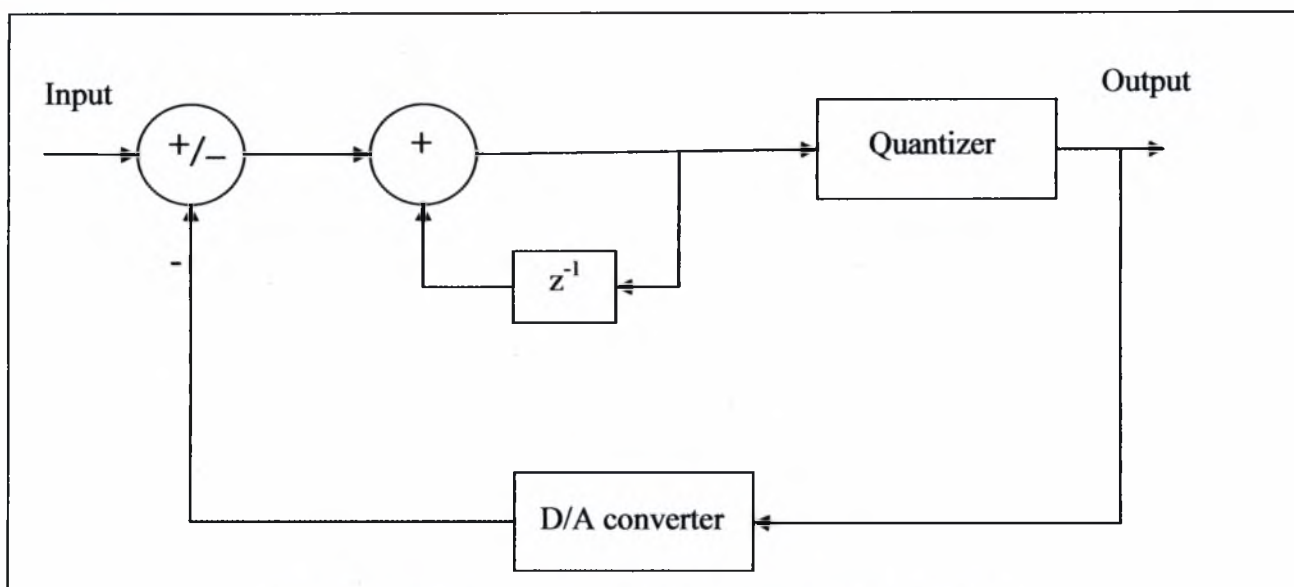 Input
Output
+/–
+
Quantizer
z⁻¹
-
D/A converter